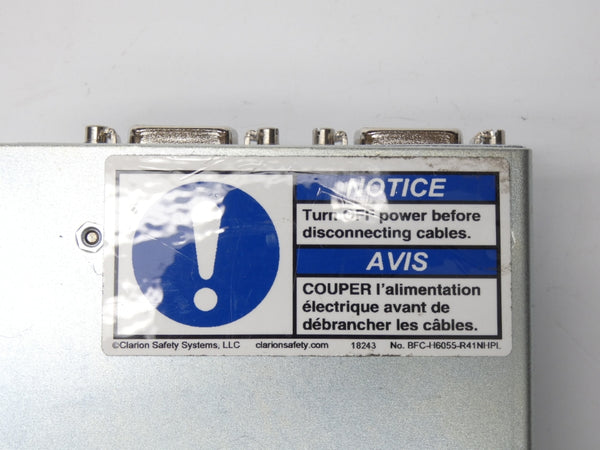 NOTICE
Turn OFF power before
disconnecting cables.
AVIS
COUPER l'alimentation
électrique avant de
débrancher les câbles.
©Clarion Safety Systems, LLC clarionsafety.com 18243 No. BFC-H6055-R41NHPL